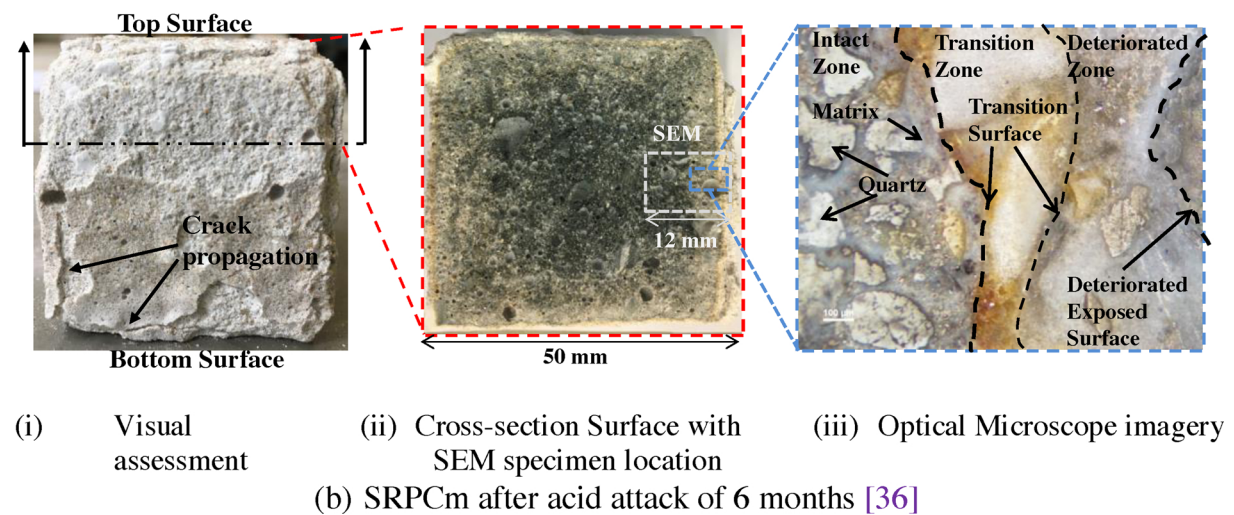 Top Surface
Crack
propagation
Bottom Surface
SEM
12 mm
50 mm
Intact
Zone
Transition
Zone
Deteriorated
Zone
Matrix
Transition
Surface
Quartz
100 µm
Deteriorated
Exposed
Surface
(i) Visual
assessment
(ii) Cross-section Surface with
SEM specimen location
(iii) Optical Microscope imagery
(b) SRPCm after acid attack of 6 months [36]